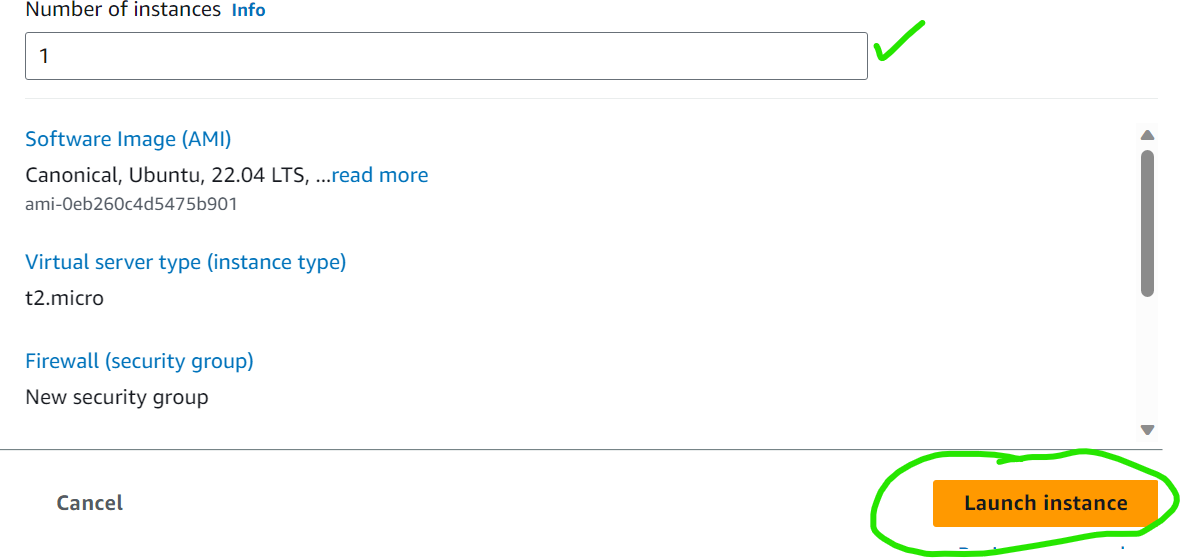 Number of instances Info
1
Software Image (AMI)
Canonical, Ubuntu, 22.04 LTS, ...read more
ami-0eb260c4d5475b901
Virtual server type (instance type)
t2.micro
Firewall (security group)
New security group
Cancel
Launch instance